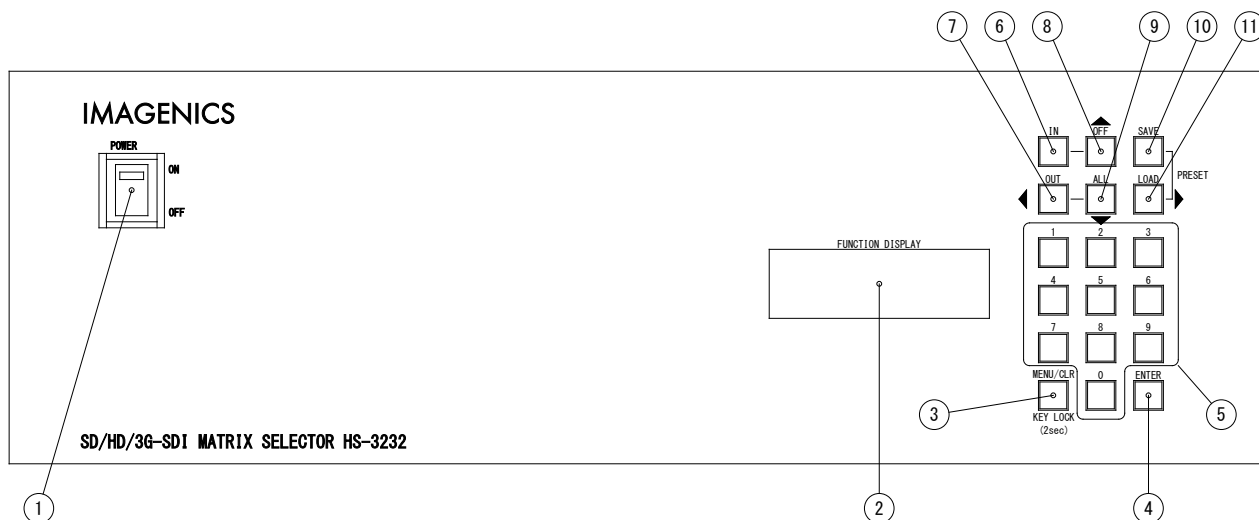 7 6 8 9 10 11
IMAGENICS
POWER
ON
OFF
IN OFF SAVE
PRESET
OUT ALL LOAD
FUNCTION DISPLAY
1 2 3
4 5 6
7 8 9
MENU/CLR 0 ENTER
3 5
KEY LOCK
(2sec)
SD/HD/3G-SDI MATRIX SELECTOR HS-3232
1 2 4